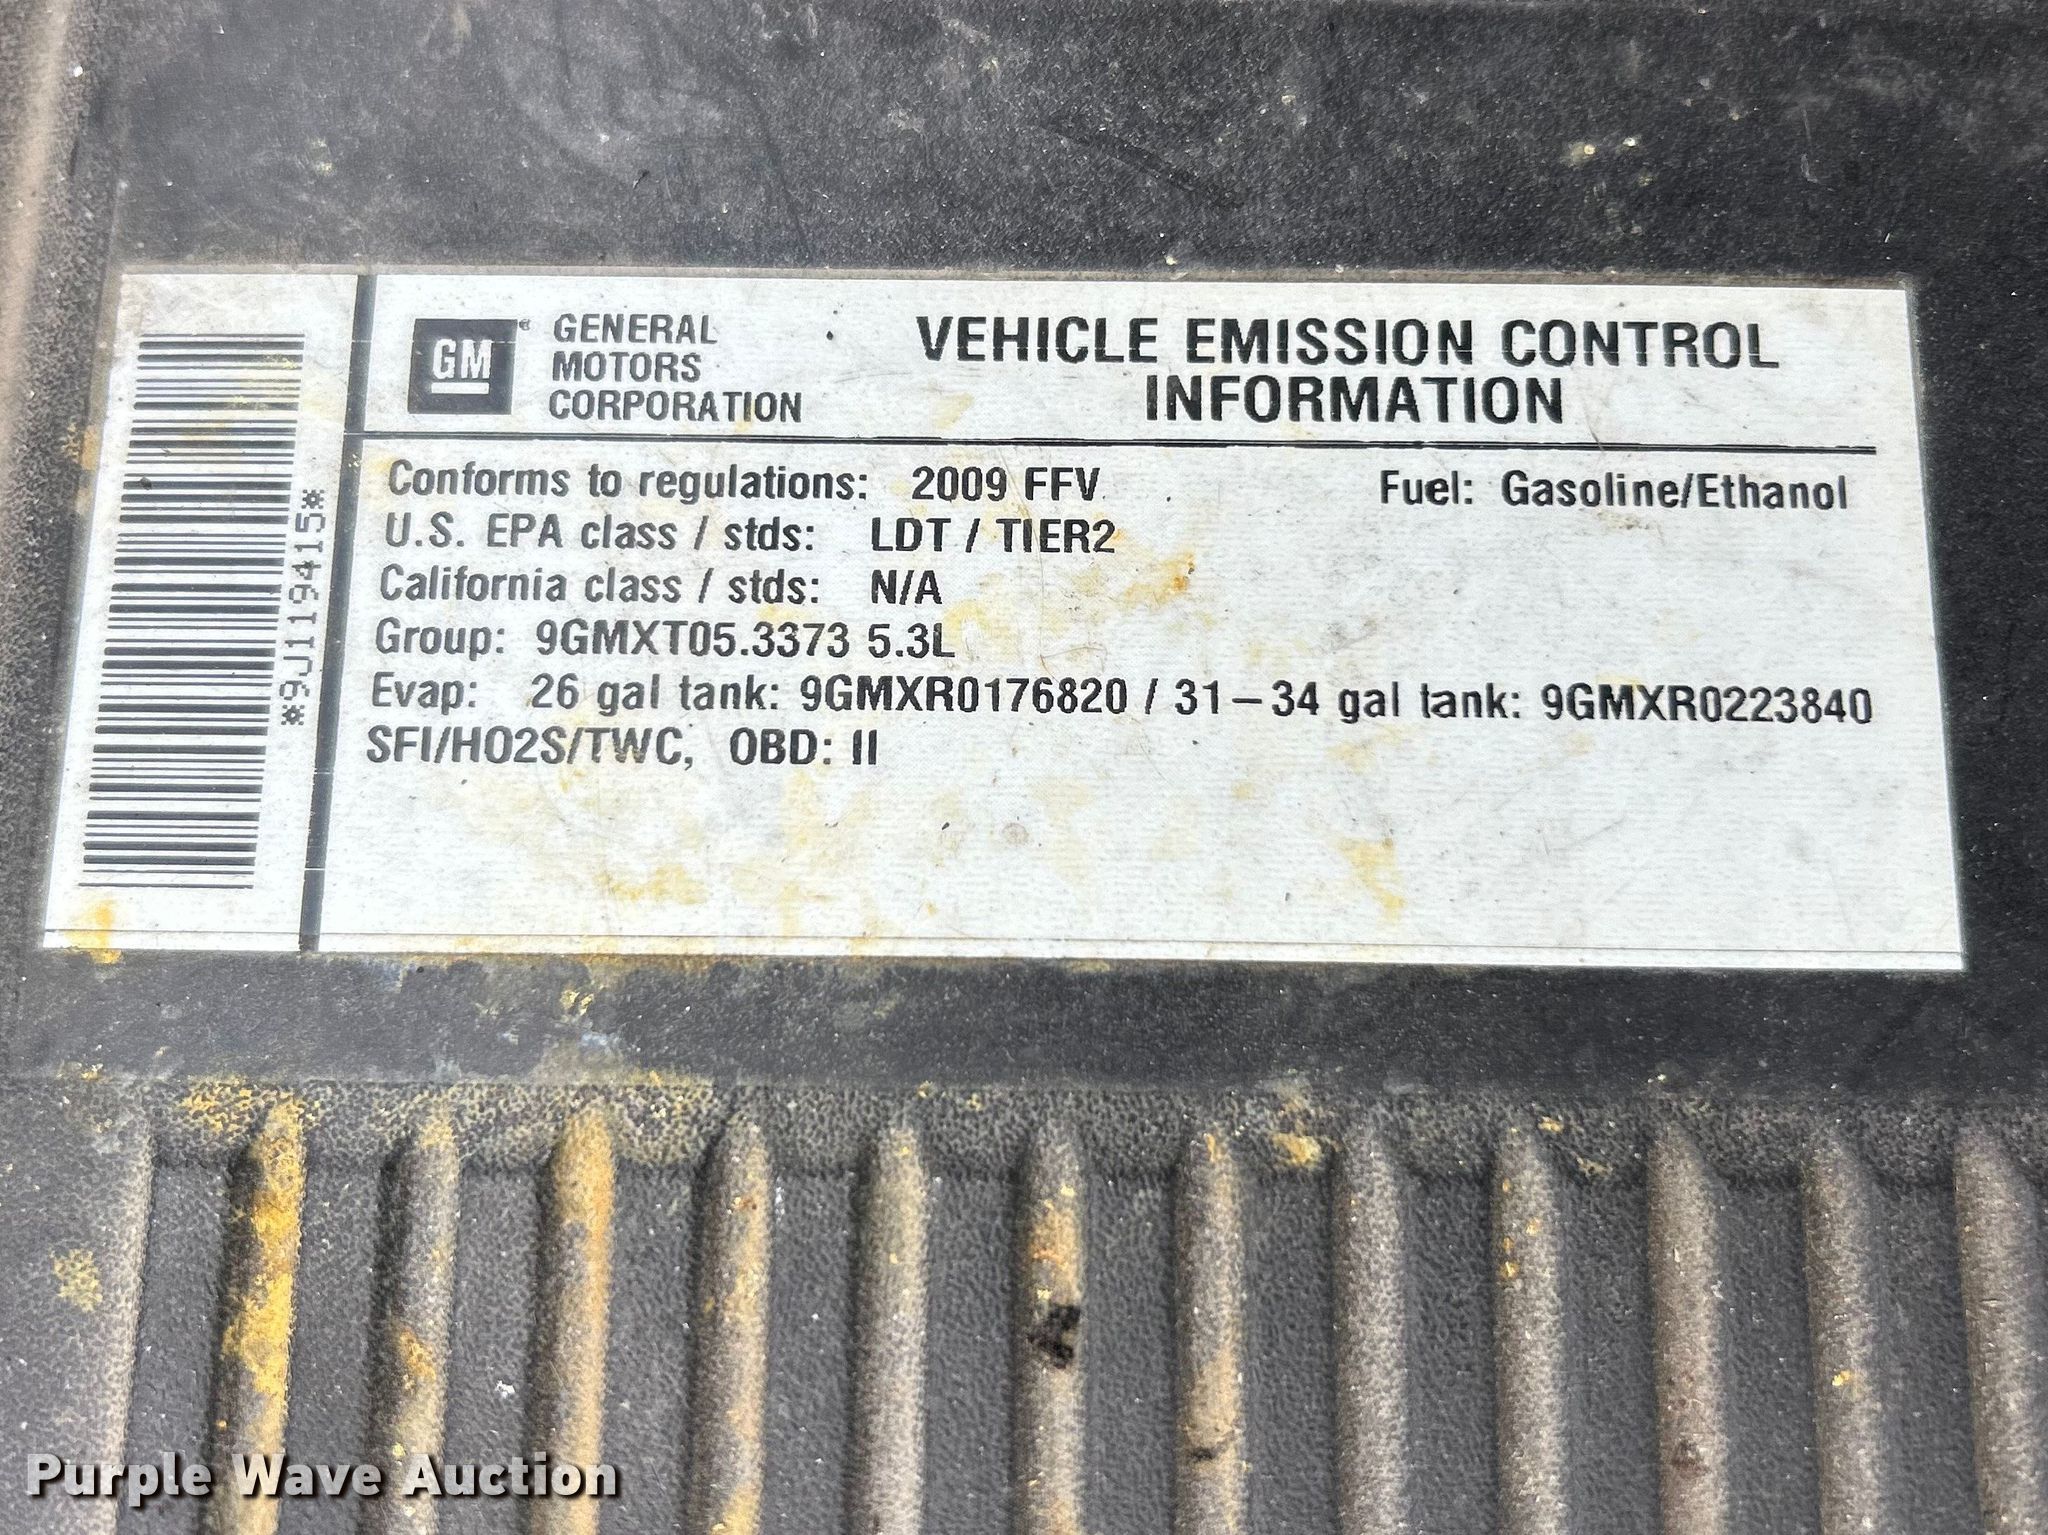 GM
GENERAL
MOTORS
CORPORATION
VEHICLE EMISSION CONTROL
INFORMATION
Conforms to regulations: 2009 FFV Fuel: Gasoline/Ethanol
U.S. EPA class / stds: LDT / TIER2
California class / stds: N/A
Group: 9GMXT05.3373 5.3L
Evap: 26 gal tank: 9GMXR0176820 / 31–34 gal tank: 9GMXR0223840
SFI/HO2S/TWC, OBD: II
*9J119415*
Purple Wave Auction